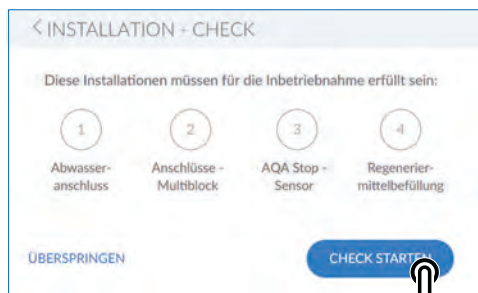 < INSTALLATION - CHECK
Diese Installationen müssen für die Inbetriebnahme erfüllt sein:
1 2 3 4
Abwasser- Anschlüsse - AQA Stop - Regenerier-
anschluss Multiblock Sensor mittelbefüllung
ÜBERSPRINGEN CHECK STARTEN